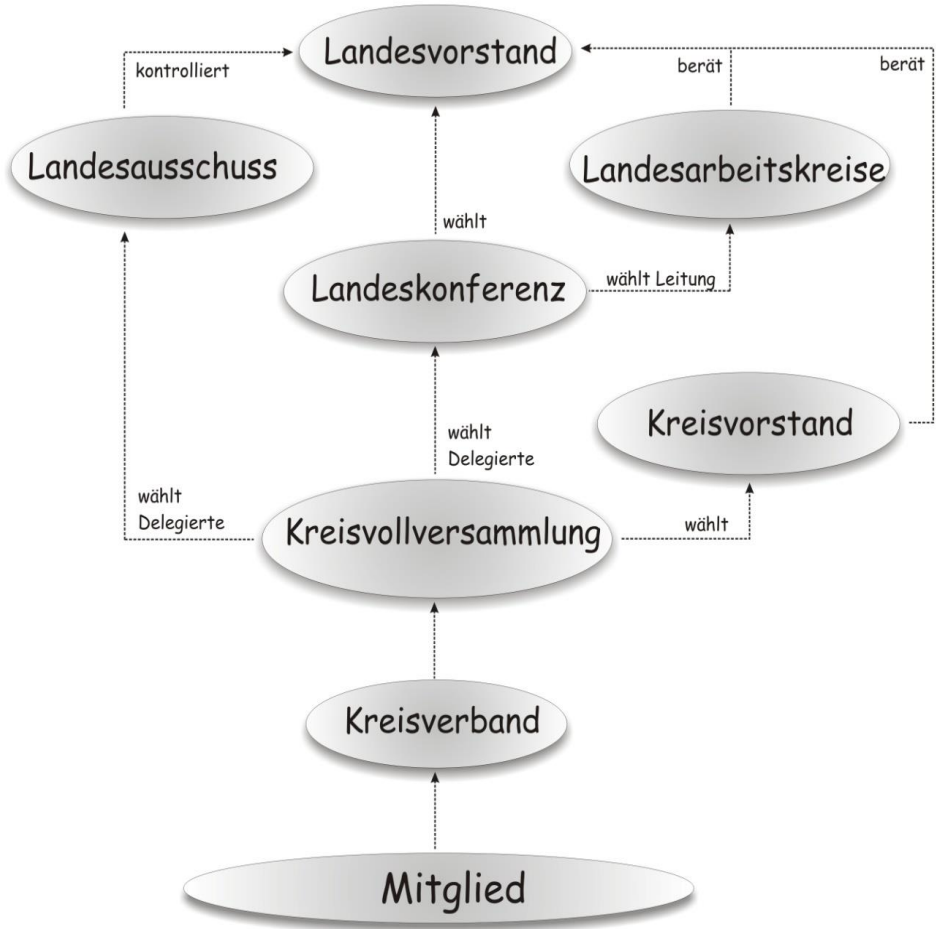 Landesvorstand
kontrolliert
berät
berät
Landesausschuss
Landesarbeitskreise
wählt
Landeskonferenz
wählt Leitung
Kreisvorstand
wählt
Delegierte
wählt
Delegierte
Kreisvollversammlung
wählt
Kreisverband
Mitglied